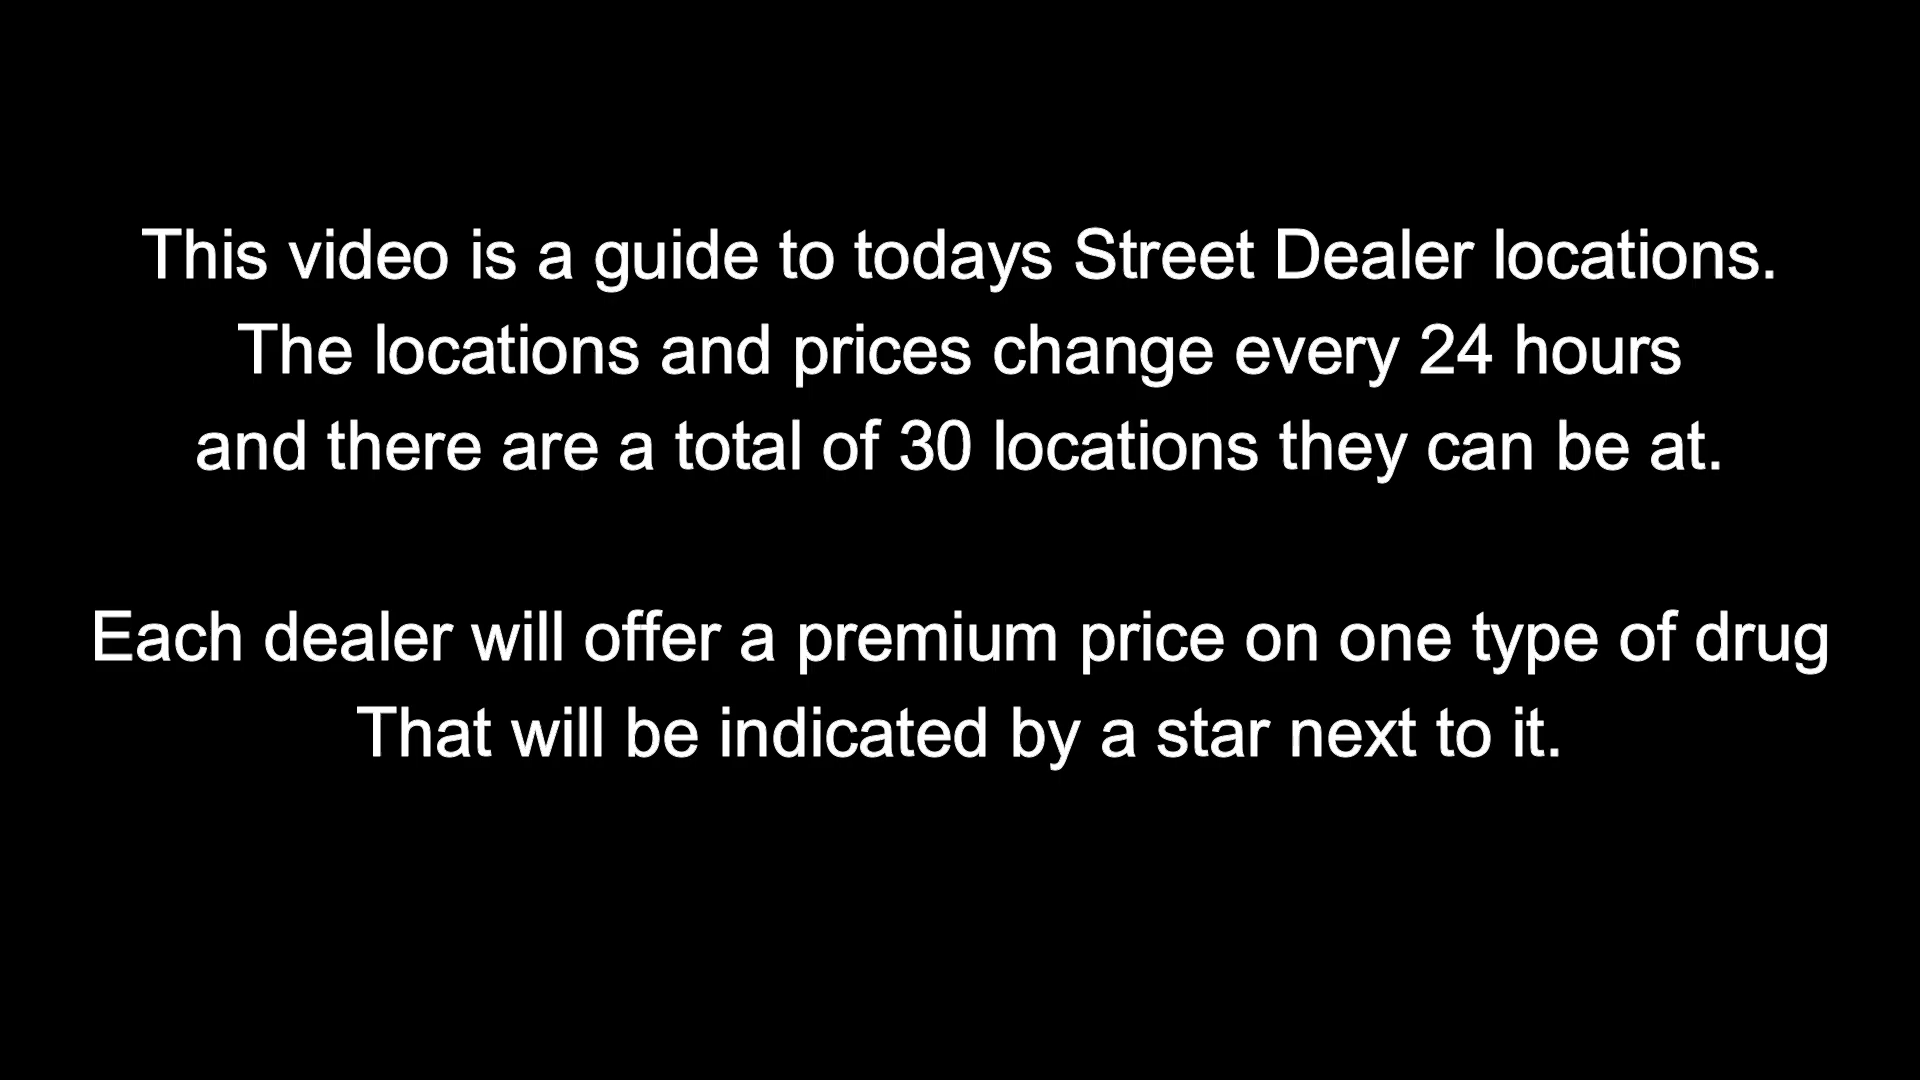 This video is a guide to todays Street Dealer locations.
The locations and prices change every 24 hours
and there are a total of 30 locations they can be at.
Each dealer will offer a premium price on one type of drug
That will be indicated by a star next to it.